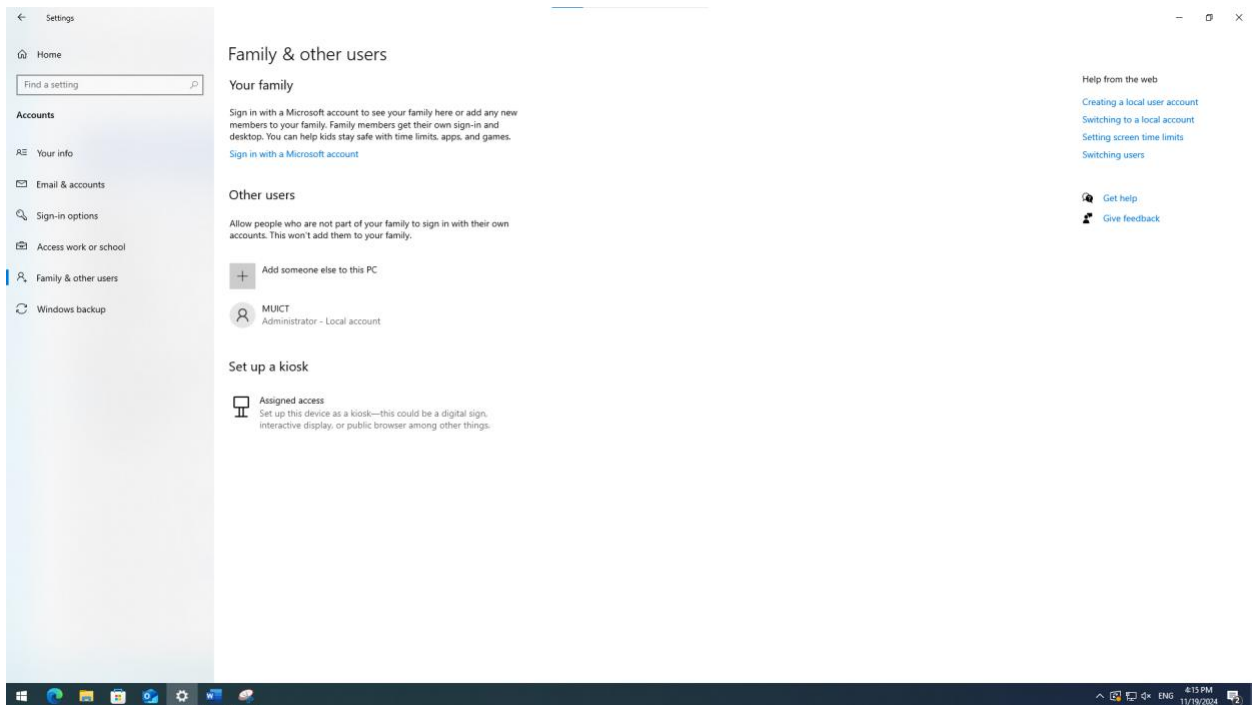 Settings
Home
Find a setting
Accounts
Your info
Email & accounts
Sign-in options
Access work or school
Family & other users
Windows backup
Family & other users
Your family
Sign in with a Microsoft account to see your family here or add any new
members to your family. Family members get their own sign-in and
desktop. You can help kids stay safe with time limits, apps, and games.
Sign in with a Microsoft account
Other users
Allow people who are not part of your family to sign in with their own
accounts. This won't add them to your family.
Add someone else to this PC
MUICT
Administrator - Local account
Set up a kiosk
Assigned access
Set up this device as a kiosk—this could be a digital sign,
interactive display, or public browser among other things.
Help from the web
Creating a local user account
Switching to a local account
Setting screen time limits
Switching users
Get help
Give feedback
ENG
4:15 PM
11/19/2024
2